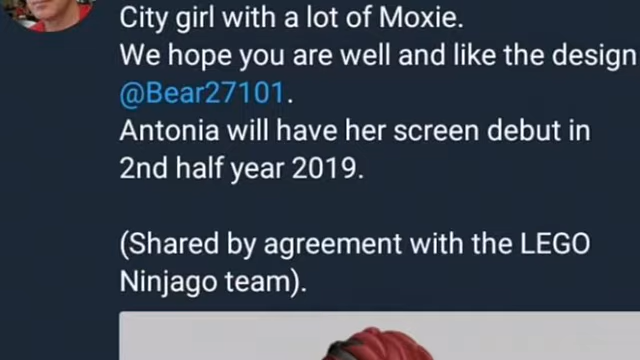 City girl with a lot of Moxie.
We hope you are well and like the design
@Bear27101.
Antonia will have her screen debut in
2nd half year 2019.
(Shared by agreement with the LEGO
Ninjago team).